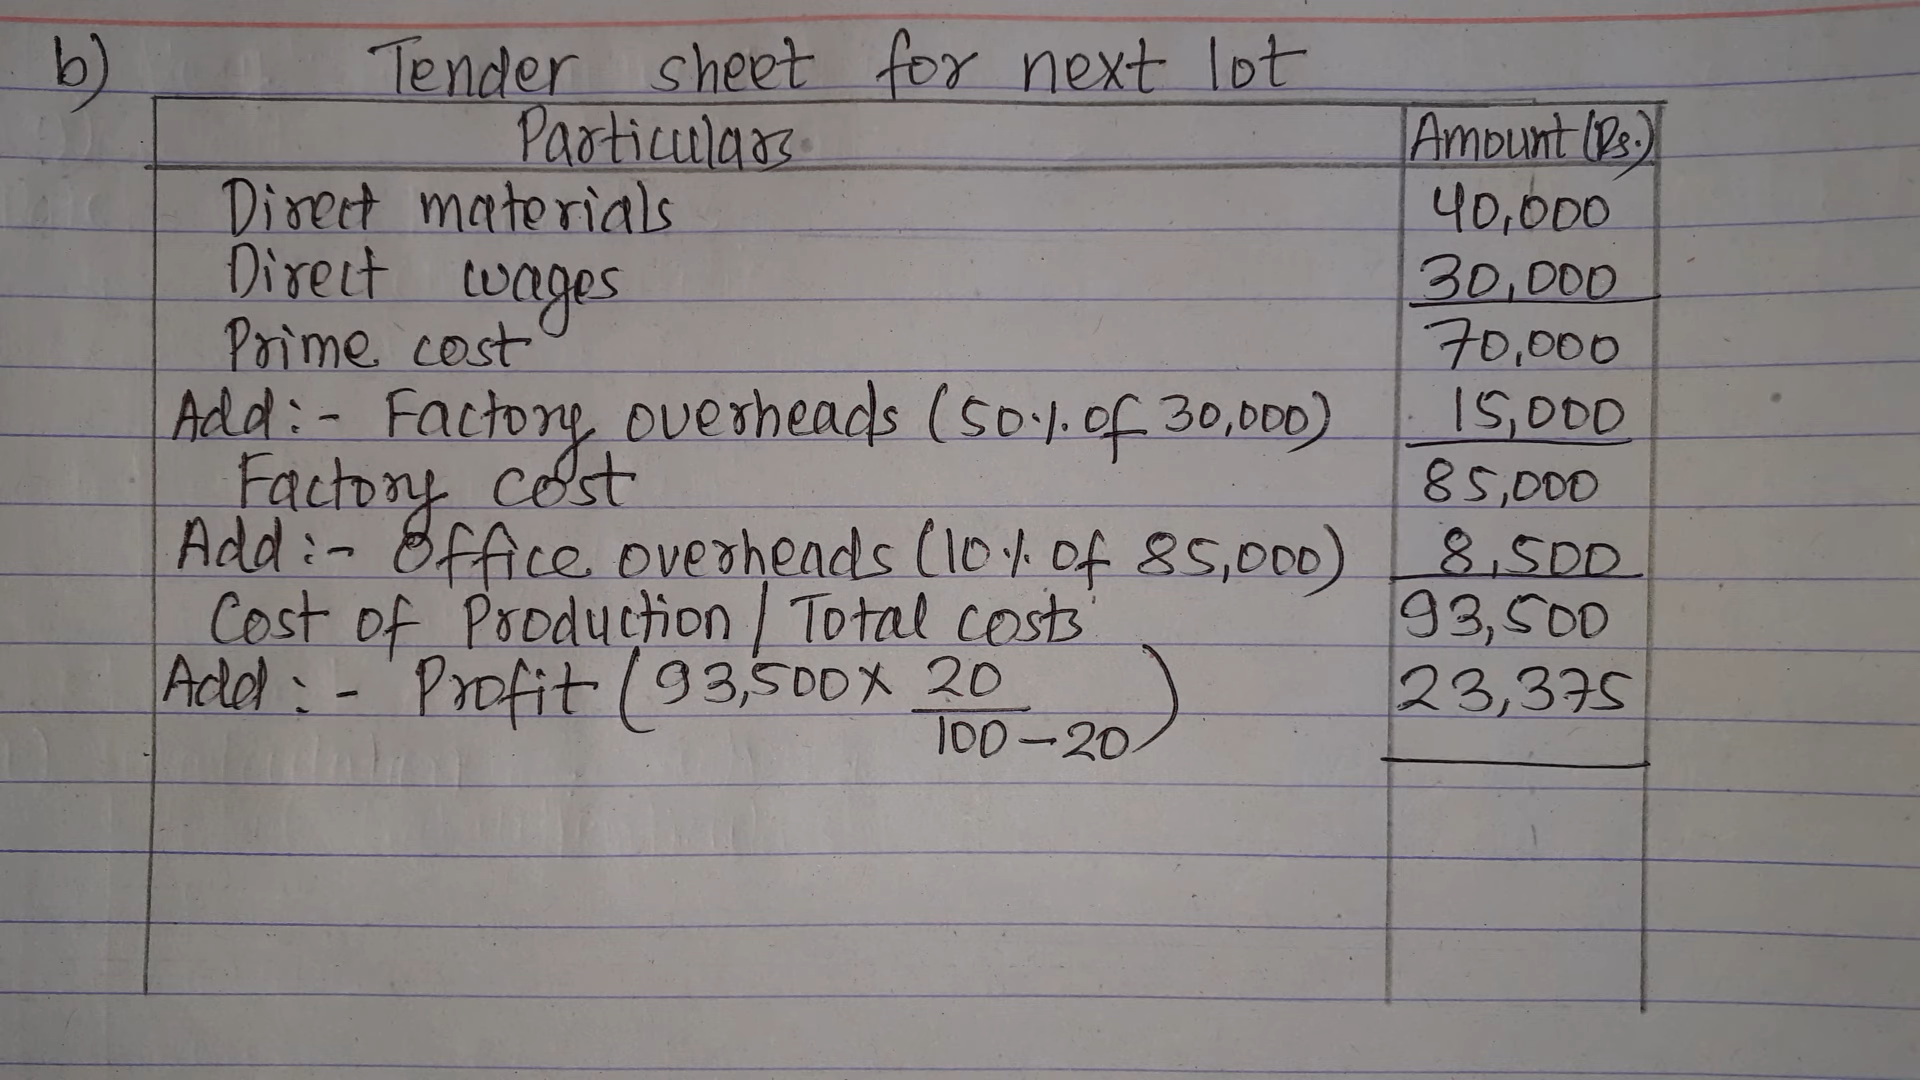 b) Tender sheet for next lot
Particulars Amount (Rs.)
Direct materials 40,000
Direct wages 30,000
Prime cost 70,000
Add:- Factory overheads (50% of 30,000) 15,000
Factory cost 85,000
Add:- Office overheads (10% of 85,000) 8,500
Cost of Production / Total costs 93,500
Add:- Profit (93,500 x 20 23,375
100-20)